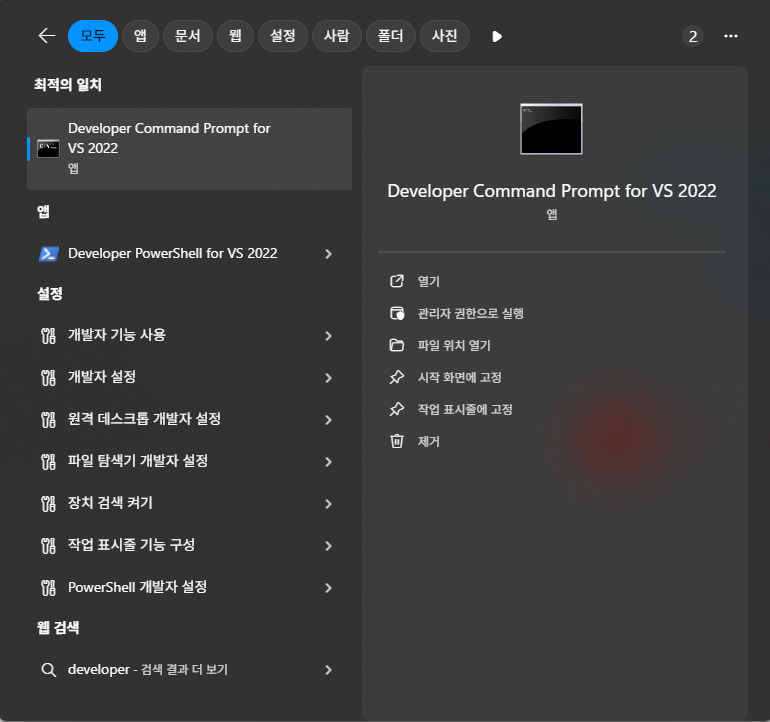 모두 앱 문서 웹 설정 사람 폴더 사진 2
최적의 일치
Developer Command Prompt for
VS 2022
앱
앱
Developer PowerShell for VS 2022
설정
개발자 기능 사용
개발자 설정
원격 데스크톱 개발자 설정
파일 탐색기 개발자 설정
장치 검색 켜기
작업 표시줄 기능 구성
PowerShell 개발자 설정
웹 검색
developer - 검색 결과 더 보기
Developer Command Prompt for VS 2022
앱
열기
관리자 권한으로 실행
파일 위치 열기
시작 화면에 고정
작업 표시줄에 고정
제거